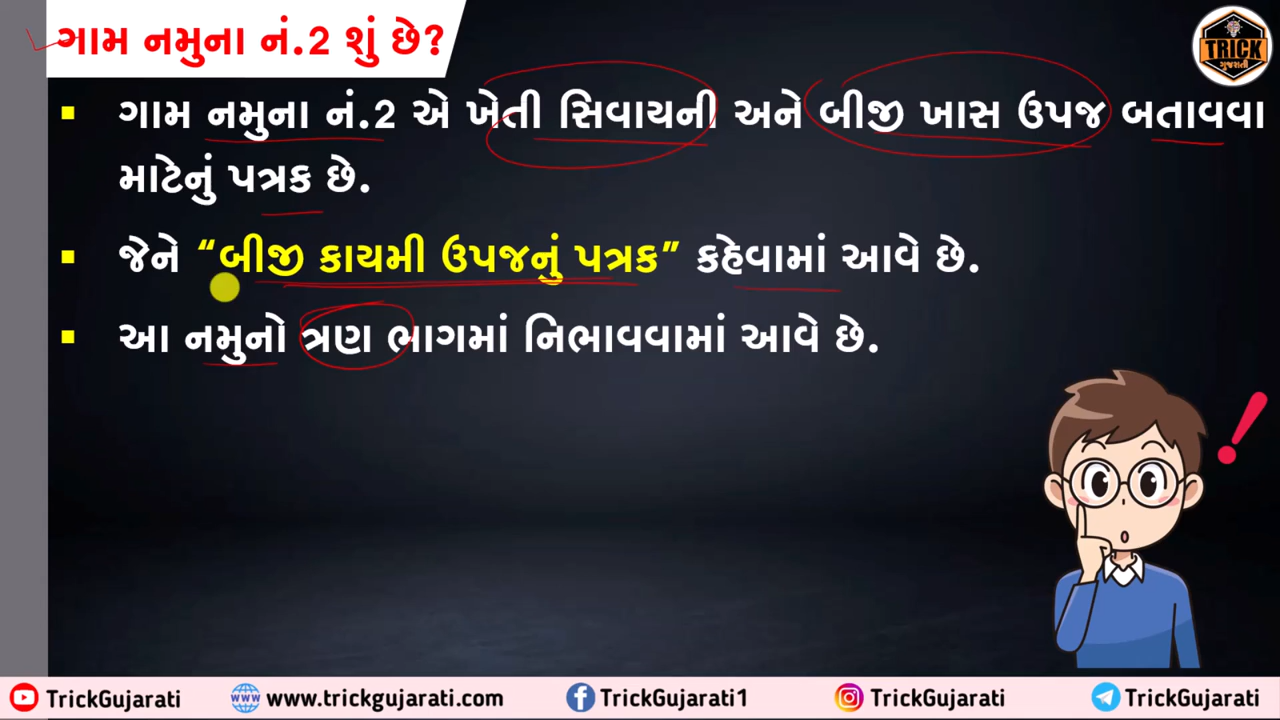 ગામ નમુના નં.2 શું છે?
TRICK
ગુજરાતી
▪ ગામ નમુના નં.2 એ ખેતી સિવાયની અને બીજી ખાસ ઉપજ બતાવવા
માટેનું પત્રક છે.
▪ જેને “બીજી કાયમી ઉપજનું પત્રક” કહેવામાં આવે છે.
▪ આ નમુનો ત્રણ ભાગમાં નિભાવવામાં આવે છે.
TrickGujarati www.trickgujarati.com TrickGujarati1 TrickGujarati TrickGujarati